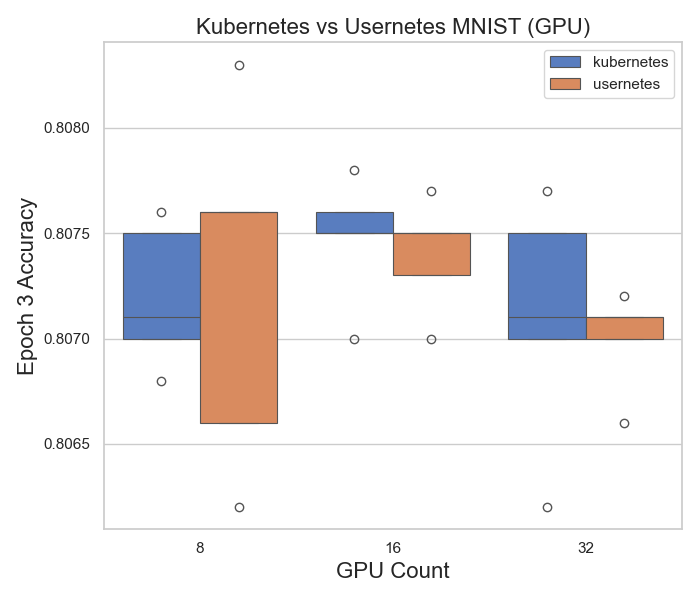 Kubernetes vs Usernetes MNIST (GPU)
kubernetes
usernetes
0.8080
0.8075
0.8070
0.8065
Epoch 3 Accuracy
8
16
32
GPU Count